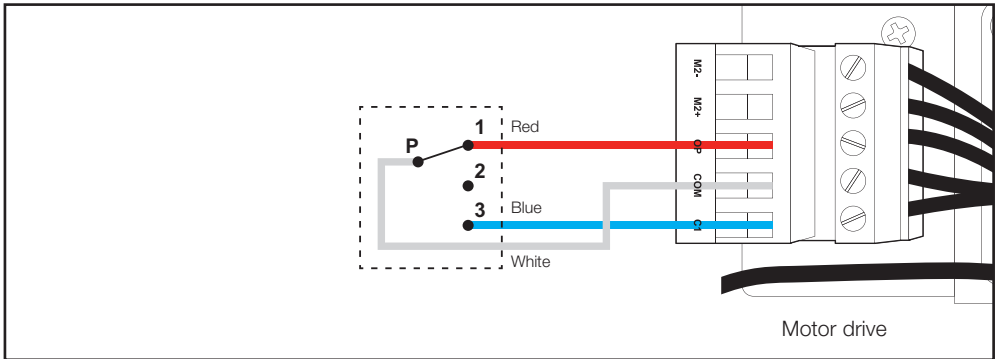 M2-
M2+
1 Red
P
OP
2
COM
3 Blue
C1
White
Motor drive